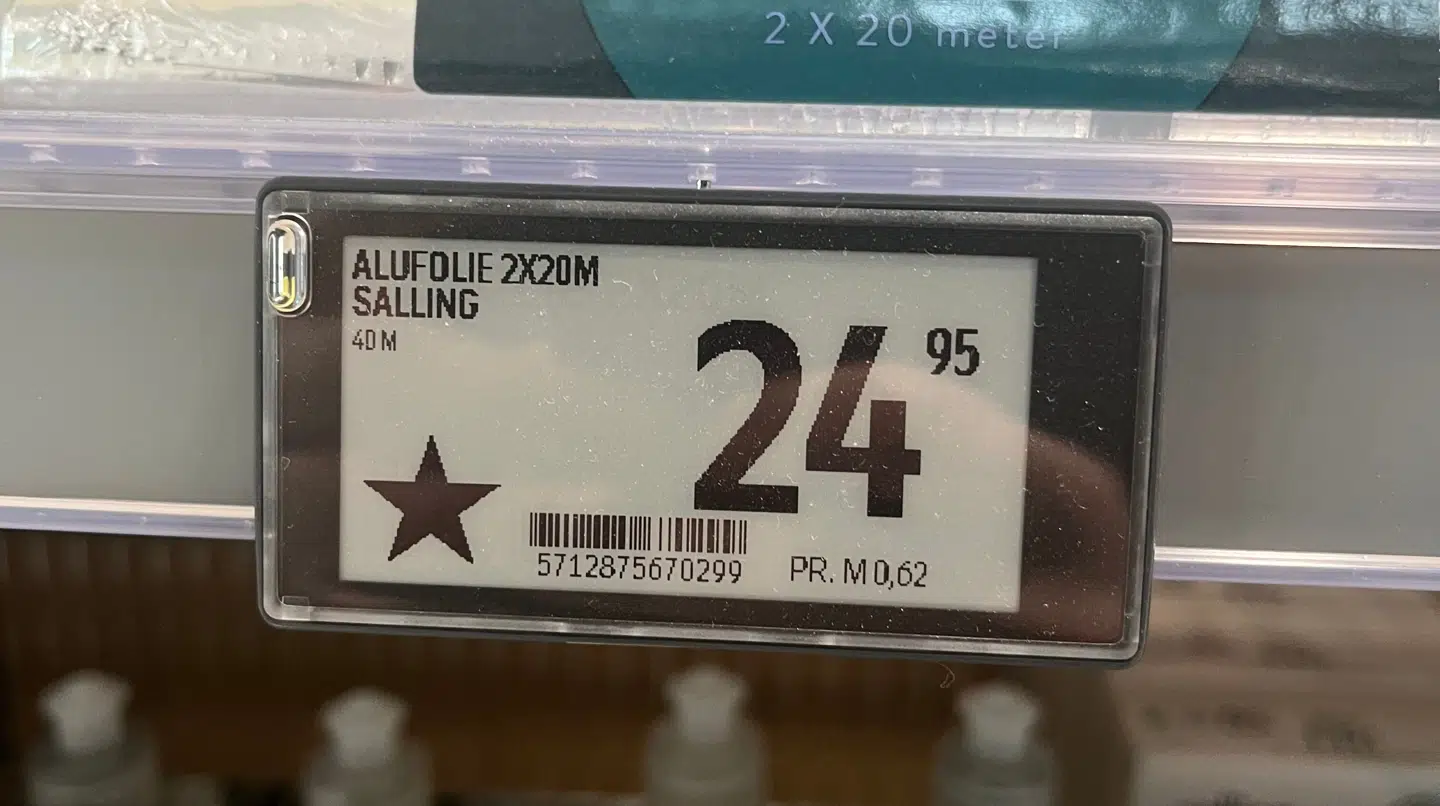 2 X 20 meter
ALUFOLIE 2X20M
SALLING
40 M
24 95
5712875670299
PR. M 0,62